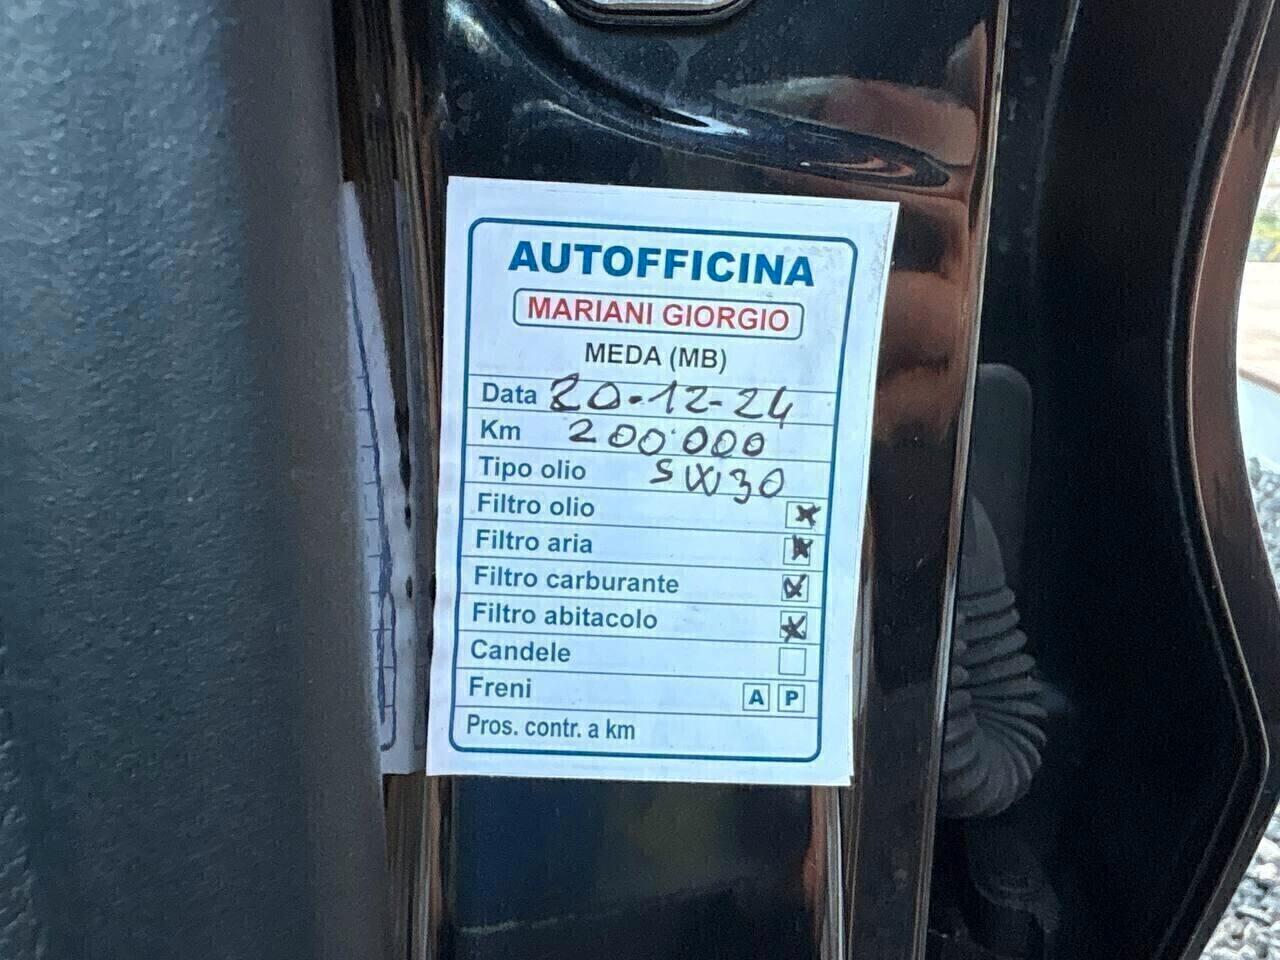 AUTOFFICINA
MARIANI GIORGIO
MEDA (MB)
Data 20-12-24
Km 200.000
Tipo olio 5W30
Filtro olio
Filtro aria
Filtro carburante
Filtro abitacolo
Candele
Freni A P
Pros. contr. a km